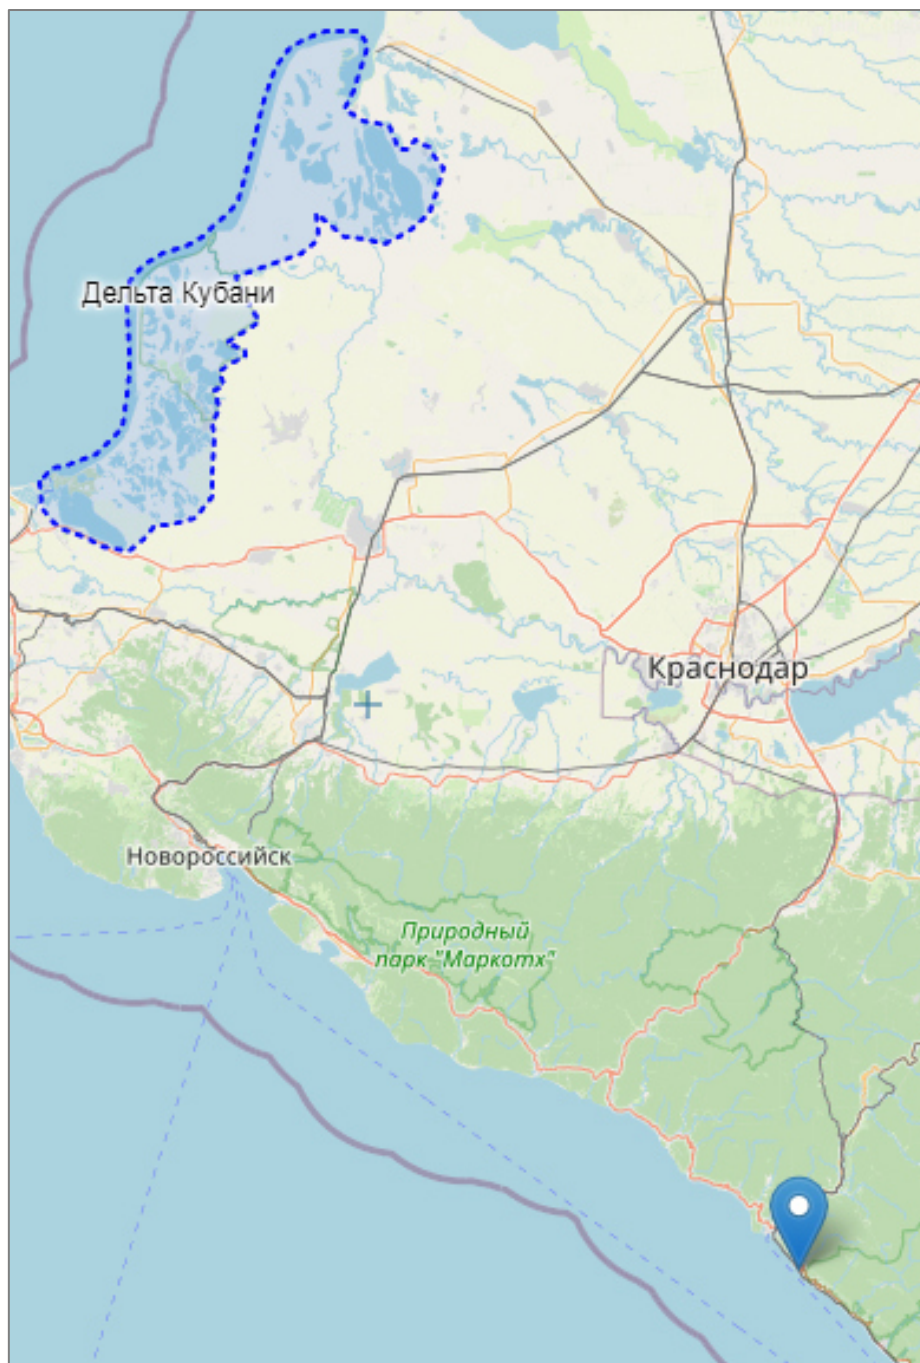 Дельта Кубани
Краснодар
Новороссийск
Природный
парк "Маркотх"